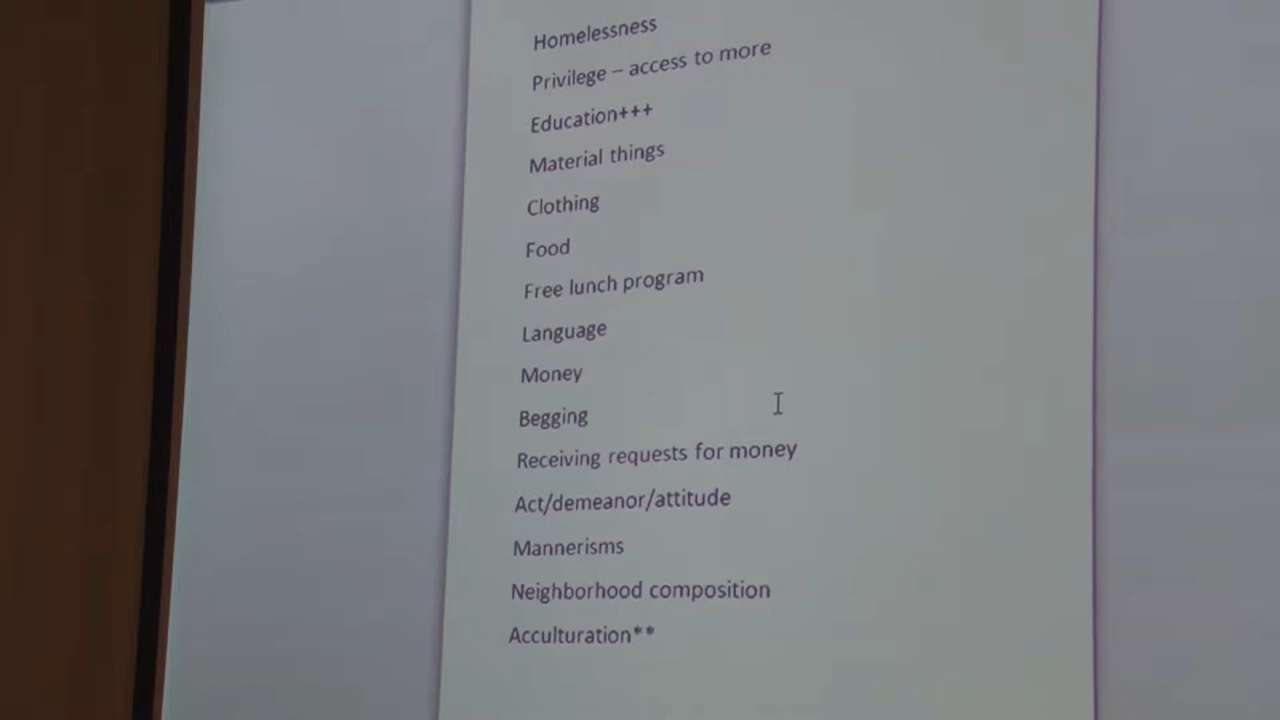 Homelessness
Privilege – access to more
Education+++
Material things
Clothing
Food
Free lunch program
Language
Money
Begging
Receiving requests for money
Act/demeanor/attitude
Mannerisms
Neighborhood composition
Acculturation**